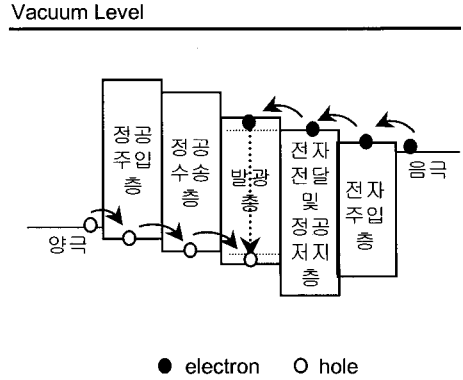 Vacuum Level
정공
주입
층
정공
수송
층
발광
층
전자
전달
및
정공
저지
층
전자
주입
층
음극
양극
electron
hole